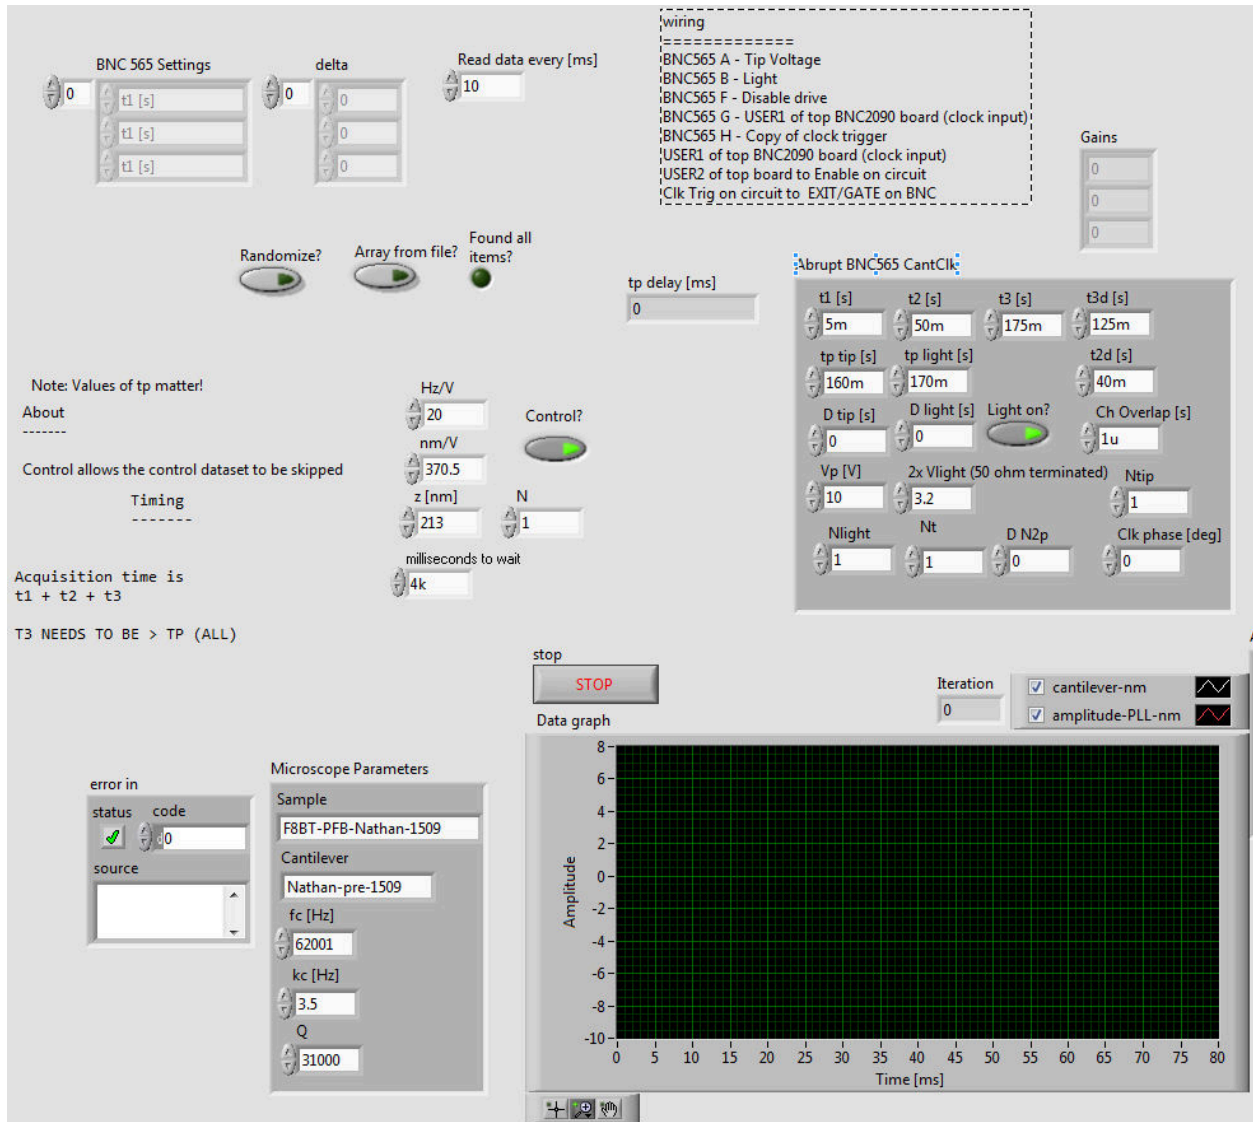 wiring
=============
BNC565 A - Tip Voltage
BNC565 B - Light
BNC565 F - Disable drive
BNC565 G - USER1 of top BNC2090 board (clock input)
BNC565 H - Copy of clock trigger
USER1 of top BNC2090 board (clock input)
USER2 of top board to Enable on circuit
Clk Trig on circuit to EXIT/GATE on BNC
BNC 565 Settings
0
t1 [s]
t1 [s]
t1 [s]
delta
0
0
0
0
Read data every [ms]
10
Gains
0
0
0
Randomize?
Array from file?
Found all
items?
tp delay [ms]
0
Abrupt BNC565 CantClk
t1 [s] t2 [s] t3 [s] t3d [s]
5m 50m 175m 125m
tp tip [s] tp light [s] t2d [s]
160m 170m 40m
D tip [s] D light [s] Light on? Ch Overlap [s]
0 0 1u
Vp [V] 2x Vlight (50 ohm terminated) Ntip
10 3.2 1
Nlight Nt D N2p Clk phase [deg]
1 1 0 0
Note: Values of tp matter!
About
-------
Control allows the control dataset to be skipped
Timing
-------
Acquisition time is
t1 + t2 + t3
T3 NEEDS TO BE > TP (ALL)
Hz/V
20
Control?
nm/V
370.5
z [nm] N
213 1
milliseconds to wait
4k
stop
STOP
Iteration
0
cantilever-nm
amplitude-PLL-nm
Data graph
Amplitude
8
6
4
2
0
-2
-4
-6
-8
-10
0 5 10 15 20 25 30 35 40 45 50 55 60 65 70 75 80
Time [ms]
error in
status code
d0
source
Microscope Parameters
Sample
F8BT-PFB-Nathan-1509
Cantilever
Nathan-pre-1509
fc [Hz]
62001
kc [Hz]
3.5
Q
31000